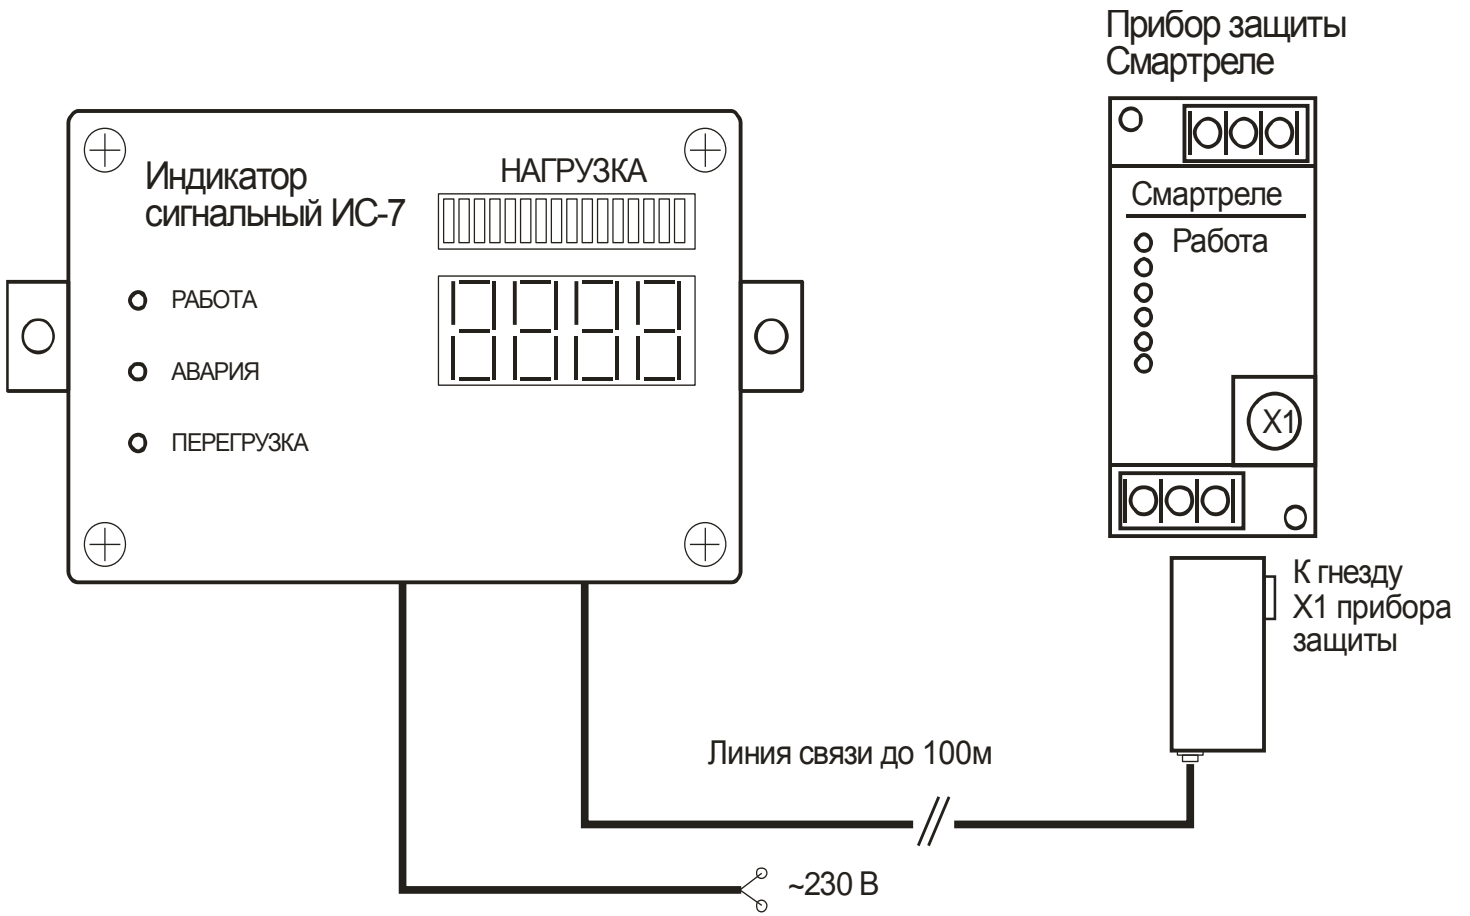 Прибор защиты
Смартреле
Индикатор
сигнальный ИС-7
НАГРУЗКА
РАБОТА
АВАРИЯ
ПЕРЕГРУЗКА
Смартреле
Работа
X1
К гнезду
X1 прибора
защиты
Линия связи до 100м
~230 В